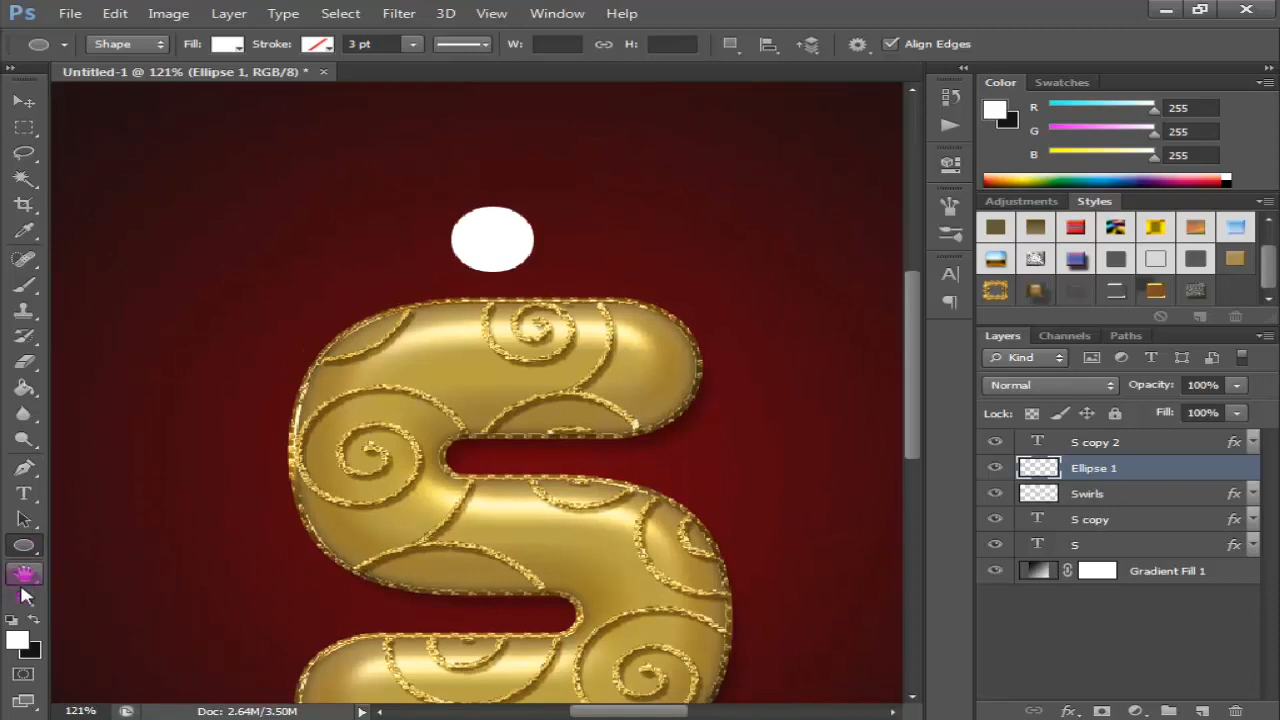 Ps File Edit Image Layer Type Select Filter 3D View Window Help
Shape Fill: Stroke: 3 pt W: H: Align Edges
Untitled-1 @ 121% (Ellipse 1, RGB/8) * ×
Color Swatches
R 255
G 255
B 255
Adjustments Styles
Layers Channels Paths
Kind
Normal Opacity: 100%
Lock: Fill: 100%
T S copy 2 fx
Ellipse 1
Swirls fx
T S copy
T S fx
Gradient Fill 1
121% Doc: 2.64M/3.50M